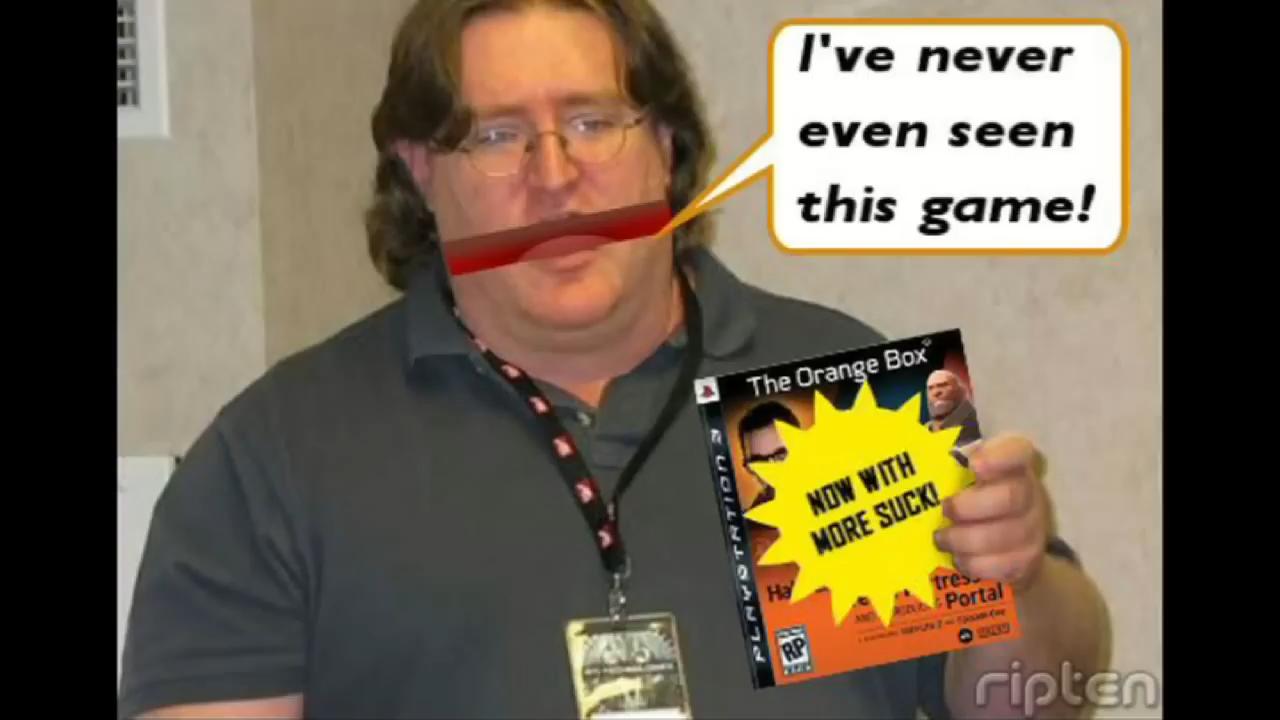 I've never
even seen
this game!
The Orange Box
PLAYSTATION 3
NOW WITH
MORE SUCK!
Portal
RP
ripten